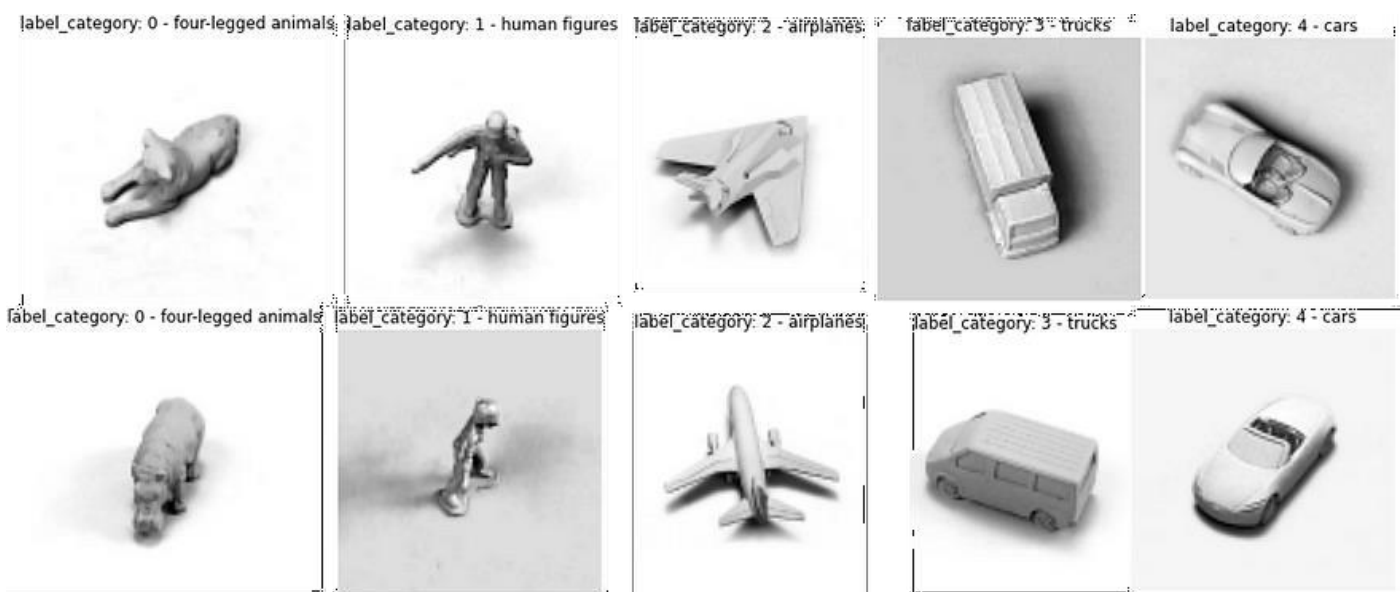 label_category: 0 - four-legged animals
label_category: 1 - human figures
label_category: 2 - airplanes
label_category: 3 - trucks
label_category: 4 - cars
label_category: 0 - four-legged animals
label_category: 1 - human figures
label_category: 2 - airplanes
label_category: 3 - trucks
label_category: 4 - cars